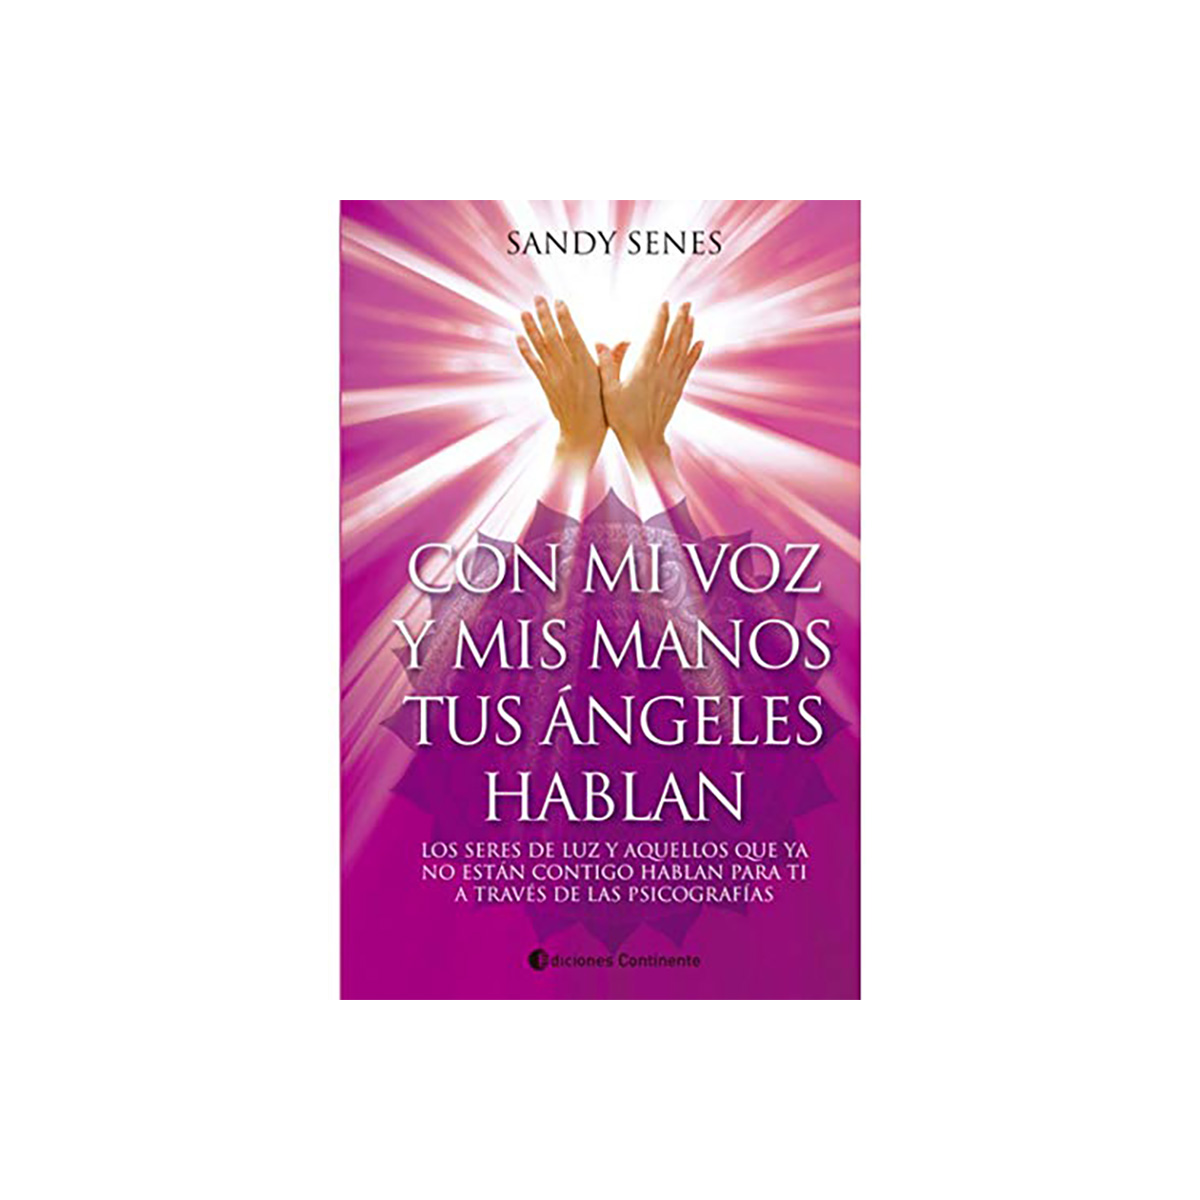 SANDY SENES
CON MI VOZ
Y MIS MANOS
TUS ÁNGELES
HABLAN
LOS SERES DE LUZ Y AQUELLOS QUE YA
NO ESTÁN CONTIGO HABLAN PARA TI
A TRAVÉS DE LAS PSICOGRAFÍAS
Ediciones Continente